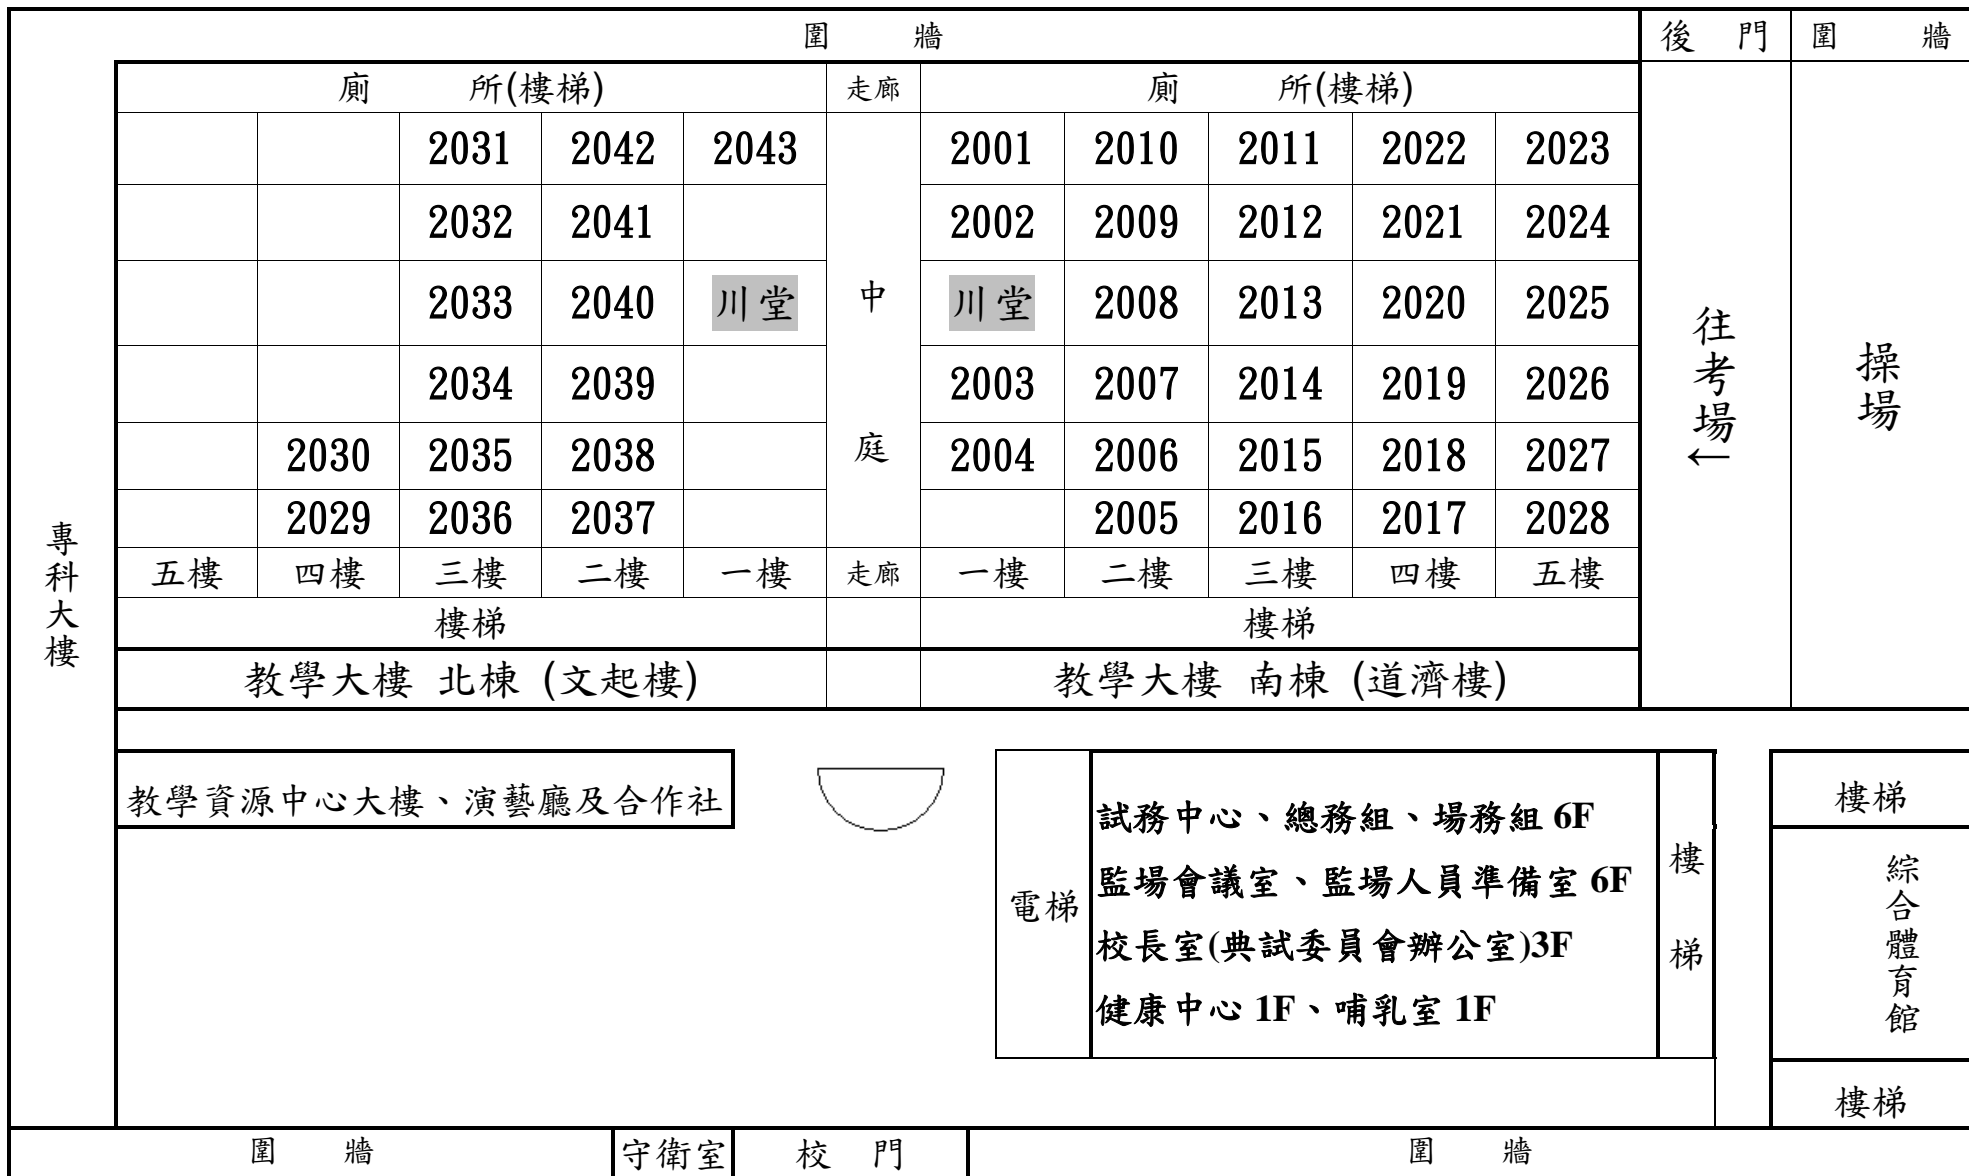 圍 牆 後 門 圍 牆
廁 所(樓梯) 走廊 廁 所(樓梯)
2031 2042 2043 2001 2010 2011 2022 2023
2032 2041 2002 2009 2012 2021 2024
2033 2040 川堂 中 川堂 2008 2013 2020 2025
2034 2039 2003 2007 2014 2019 2026
2030 2035 2038 庭 2004 2006 2015 2018 2027
2029 2036 2037 2005 2016 2017 2028
五樓 四樓 三樓 二樓 一樓 走廊 一樓 二樓 三樓 四樓 五樓
樓梯 樓梯
教學大樓 北棟 (文起樓) 教學大樓 南棟 (道濟樓)
往考場←
操場
專科大樓
教學資源中心大樓、演藝廳及合作社
電梯
試務中心、總務組、場務組 6F
監場會議室、監場人員準備室 6F
校長室(典試委員會辦公室)3F
健康中心 1F、哺乳室 1F
樓梯
樓梯
綜合體育館
樓梯
圍 牆 守衛室 校 門 圍 牆